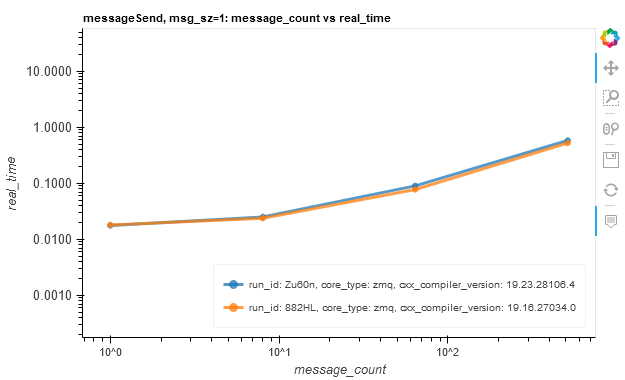 messageSend, msg_sz=1: message_count vs real_time
10.0000
1.0000
0.1000
0.0100
0.0010
real_time
run_id: Zu60n, core_type: zmq, cxx_compiler_version: 19.23.28106.4
run_id: 882HL, core_type: zmq, cxx_compiler_version: 19.16.27034.0
10^0 10^1 10^2
message_count